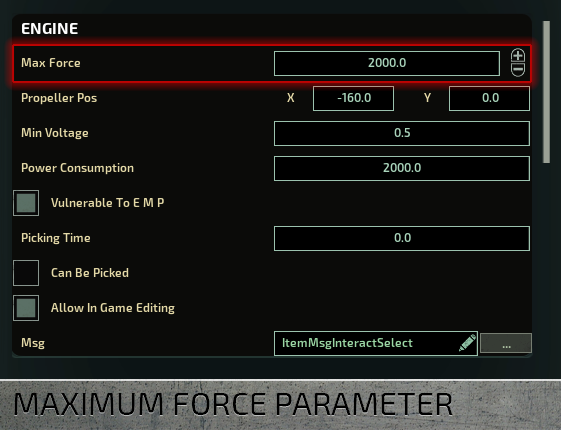 ENGINE
Max Force 2000.0
Propeller Pos X -160.0 Y 0.0
Min Voltage 0.5
Power Consumption 2000.0
Vulnerable To E M P
Picking Time 0.0
Can Be Picked
Allow In Game Editing
Msg ItemMsgInteractSelect ...
MAXIMUM FORCE PARAMETER